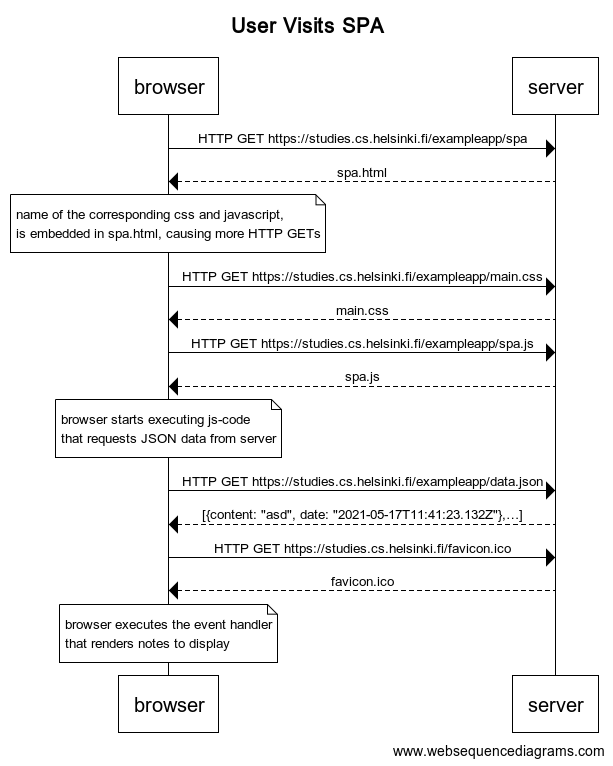 User Visits SPA
browser
server
HTTP GET https://studies.cs.helsinki.fi/exampleapp/spa
spa.html
name of the corresponding css and javascript,
is embedded in spa.html, causing more HTTP GETs
HTTP GET https://studies.cs.helsinki.fi/exampleapp/main.css
main.css
HTTP GET https://studies.cs.helsinki.fi/exampleapp/spa.js
spa.js
browser starts executing js-code
that requests JSON data from server
HTTP GET https://studies.cs.helsinki.fi/exampleapp/data.json
[{content: "asd", date: "2021-05-17T11:41:23.132Z"},...]
HTTP GET https://studies.cs.helsinki.fi/favicon.ico
favicon.ico
browser executes the event handler
that renders notes to display
browser
server
www.websequencediagrams.com